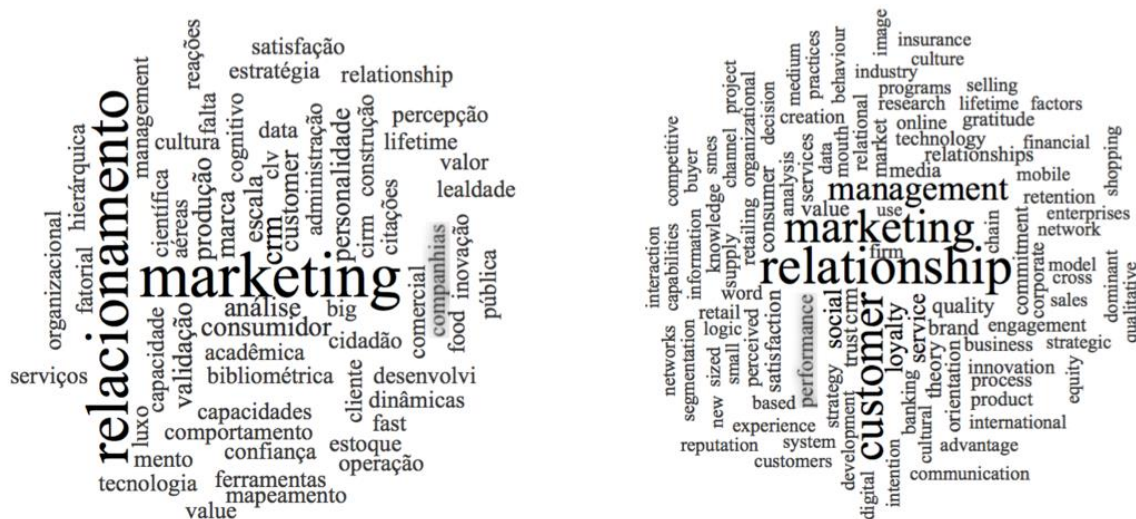 satisfação
reações
estratégia
relationship
management
relacionamento
falta
cognitivo
cultura
data
clv
administração
personalidade
construção
percepção
lifetime
valor
lealdade
hierárquica
científica
aéreas
produção
marca
escala
crm
customer
cirm
citações
companhias
inovação
pública
organizacional
fatorial
marketing
comercial
food
análise
big
consumidor
cidadão
capacidade
validação
acadêmica
serviços
bibliométrica
desenvolvi
cliente
dinâmicas
luxo
capacidades
fast
comportamento
estoque
confiança
mento
operação
tecnologia
ferramentas
mapeamento
value
image
insurance
culture
medium
practices
behaviour
industry
project
programs
selling
decision
research
lifetime
factors
creation
online
gratitude
competitive
buyer
smes
channel
organizational
data
mouth
relational
market
technology
financial
relationships
shopping
analysis
services
media
mobile
management
retention
knowledge
retailing
consumer
value
use
enterprises
network
marketing
chain
interaction
capabilities
information
supply
firm
commitment
corporate
model
relationship
cross
dominant
qualitative
word
sales
retail
logic
perceived
satisfaction
performance
social
crm
trust
customer
loyalty
service
quality
brand
engagement
business
strategic
networks
segmentation
new
sized
small
strategy
theory
orientation
innovation
process
equity
based
product
banking
experience
international
reputation
system
development
cultural
advantage
customers
digital
intention
communication